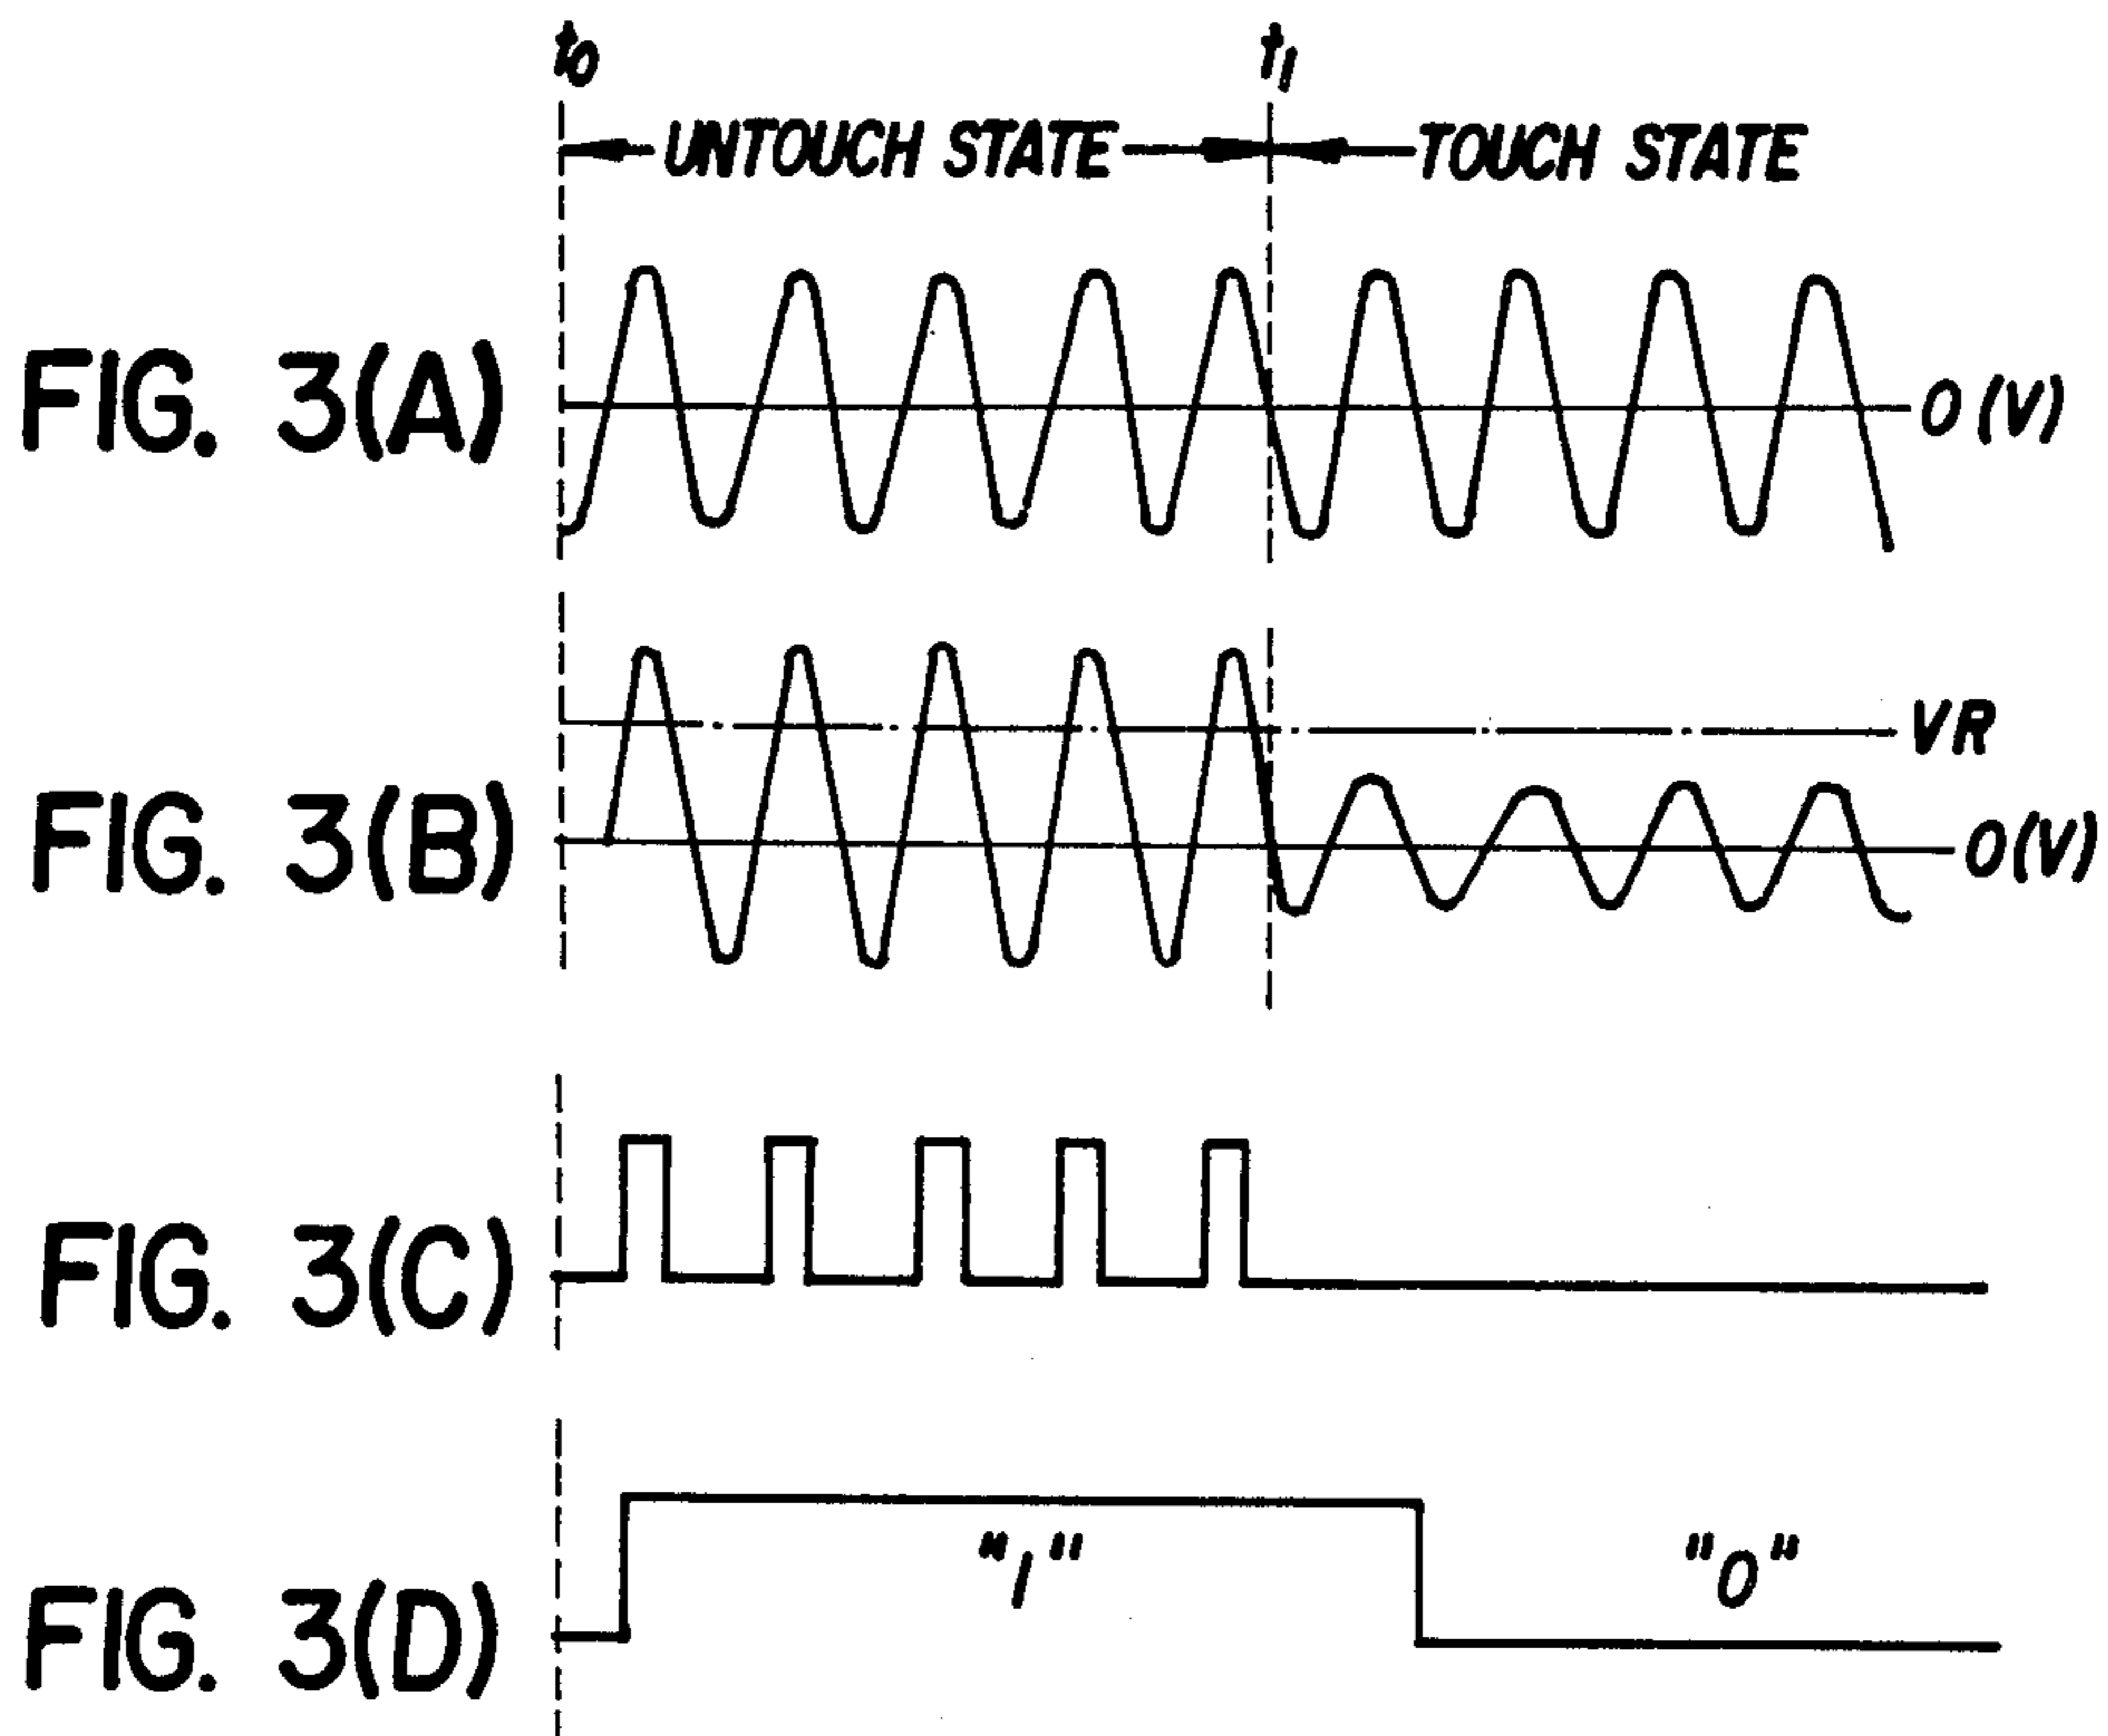 t0 t1
UNTOUCH STATE TOUCH STATE
FIG. 3(A) 0 (V)
VR
FIG. 3(B) 0(V)
FIG. 3(C)
FIG. 3(D) "1" "0"